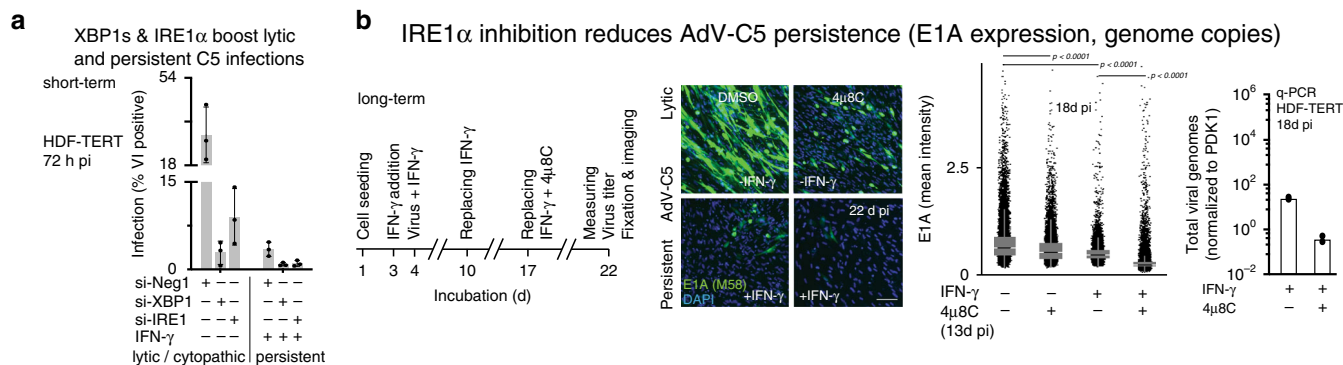 a
XBP1s & IRE1α boost lytic
and persistent C5 infections
short-term
HDF-TERT
72 h pi
Infection (% VI positive)
54
18
15
0
si-Neg1 + – – + – –
si-XBP1 – + – – + –
si-IRE1 – – + – – +
IFN-γ – – – + + +
lytic / cytopathic persistent
b
IRE1α inhibition reduces AdV-C5 persistence (E1A expression, genome copies)
long-term
Cell seeding
IFN-γ addition
Virus + IFN-γ
Replacing IFN-γ
Replacing
IFN-γ + 4µ8C
Measuring
Virus titer
Fixation & imaging
1 3 4 10 17 22
Incubation (d)
AdV-C5
Lytic
Persistent
DMSO
-IFN-γ
4µ8C
-IFN-γ
E1A (M58)
DAPI
+IFN-γ
22 d pi
+IFN-γ
E1A (mean intensity)
2.5
0
p < 0.0001
p < 0.0001
p < 0.0001
18d pi
IFN-γ – – + +
4µ8C – + – +
(13d pi)
Total viral genomes
(normalized to PDK1)
10⁶
10⁴
10²
10⁰
10⁻²
q-PCR
HDF-TERT
18d pi
IFN-γ + +
4µ8C – +